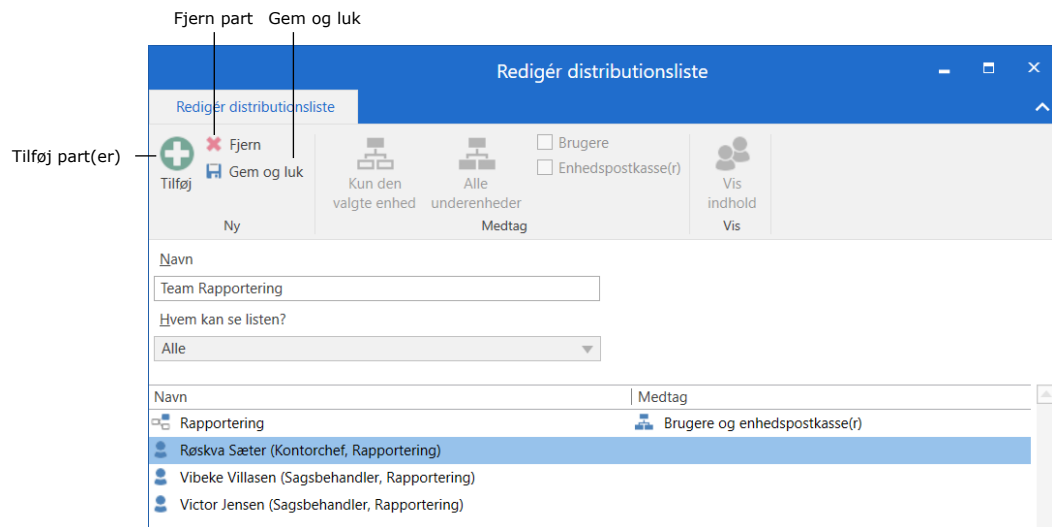 Fjern part Gem og luk
Redigér distributionsliste
Redigér distributionsliste
Tilføj part(er)
Tilføj
Fjern
Gem og luk
Ny
Kun den
valgte enhed
Alle
underenheder
Brugere
Enhedspostkasse(r)
Medtag
Vis
indhold
Vis
Navn
Team Rapportering
Hvem kan se listen?
Alle
Navn Medtag
Rapportering Brugere og enhedspostkasse(r)
Røskva Sæter (Kontorchef, Rapportering)
Vibeke Villasen (Sagsbehandler, Rapportering)
Victor Jensen (Sagsbehandler, Rapportering)